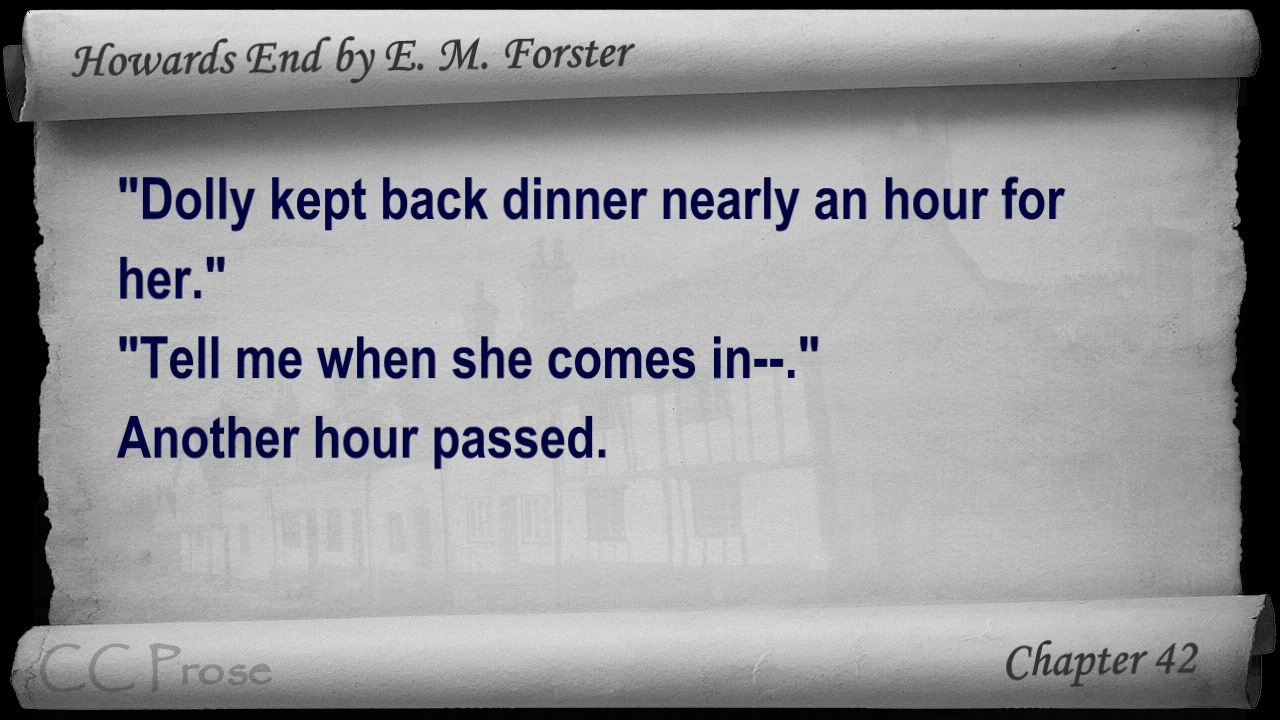 Howards End by E. M. Forster
"Dolly kept back dinner nearly an hour for
her."
"Tell me when she comes in--."
Another hour passed.
CC Prose
Chapter 42